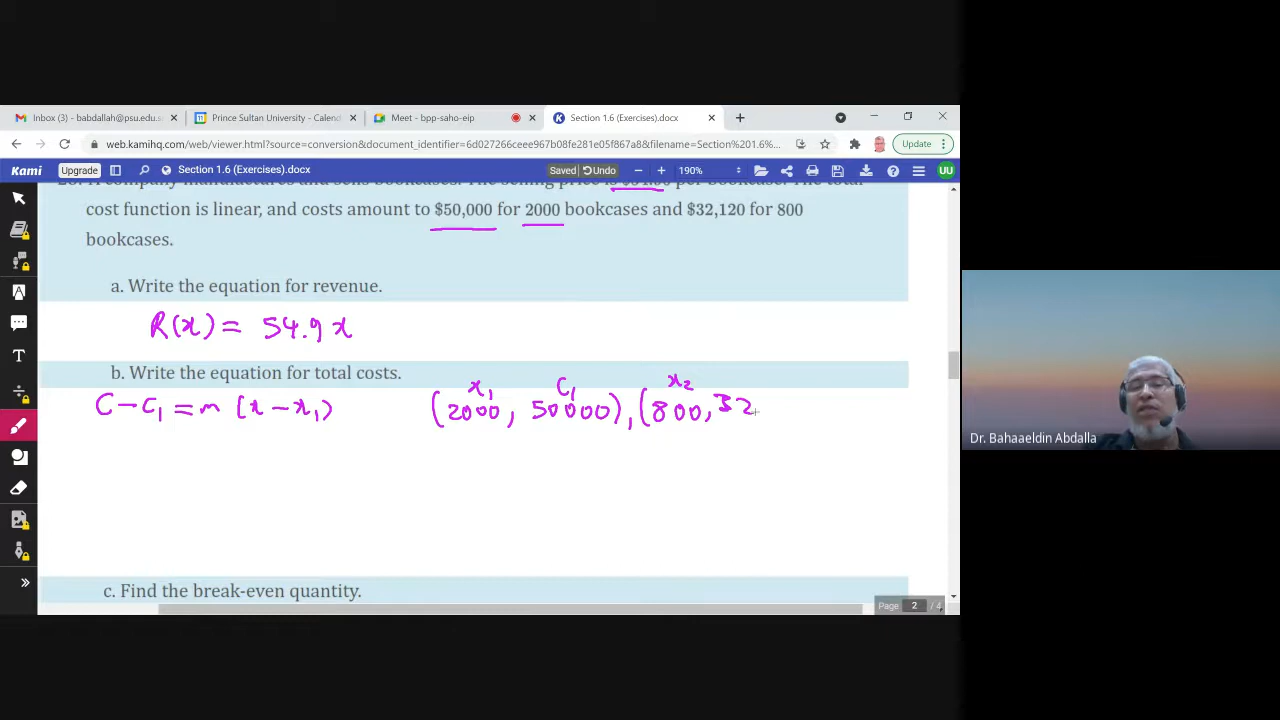 Inbox (3) - babdallah@psu.edu.s
Prince Sultan University - Calend
Meet - bpp-saho-eip
Section 1.6 (Exercises).docx
web.kamihq.com/web/viewer.html?source=conversion&document_identifier=6d027266ceee967b08fe281e05f867a8&filename=Section%201.6%...
Update
Kami
Upgrade
Section 1.6 (Exercises).docx
Saved
Undo
190%
UU
cost function is linear, and costs amount to $50,000 for 2000 bookcases and $32,120 for 800
bookcases.
a. Write the equation for revenue.
R(x) = 54.9 x
b. Write the equation for total costs.
x₁ C₁ x₂
C - C₁ = m (x - x₁) (2000, 50000), (800, 32
Dr. Bahaaeldin Abdalla
c. Find the break-even quantity.
Page 2 / 4